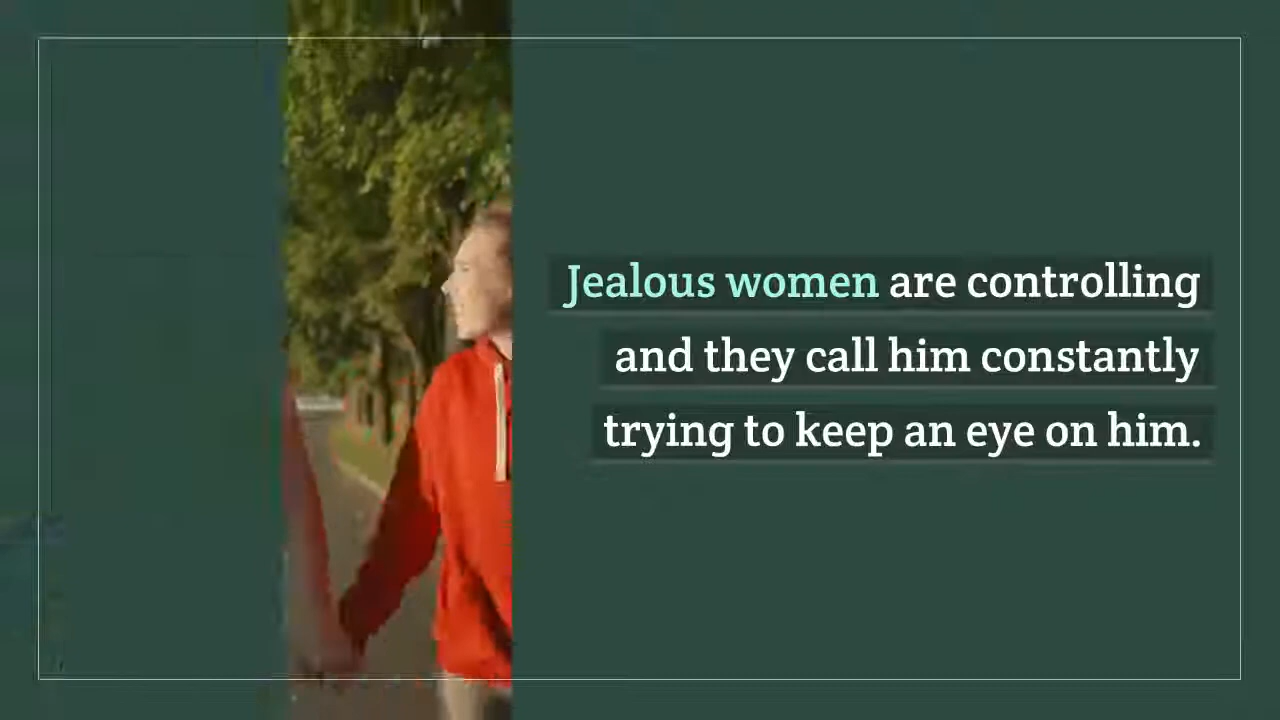 Jealous women are controlling
and they call him constantly
trying to keep an eye on him.